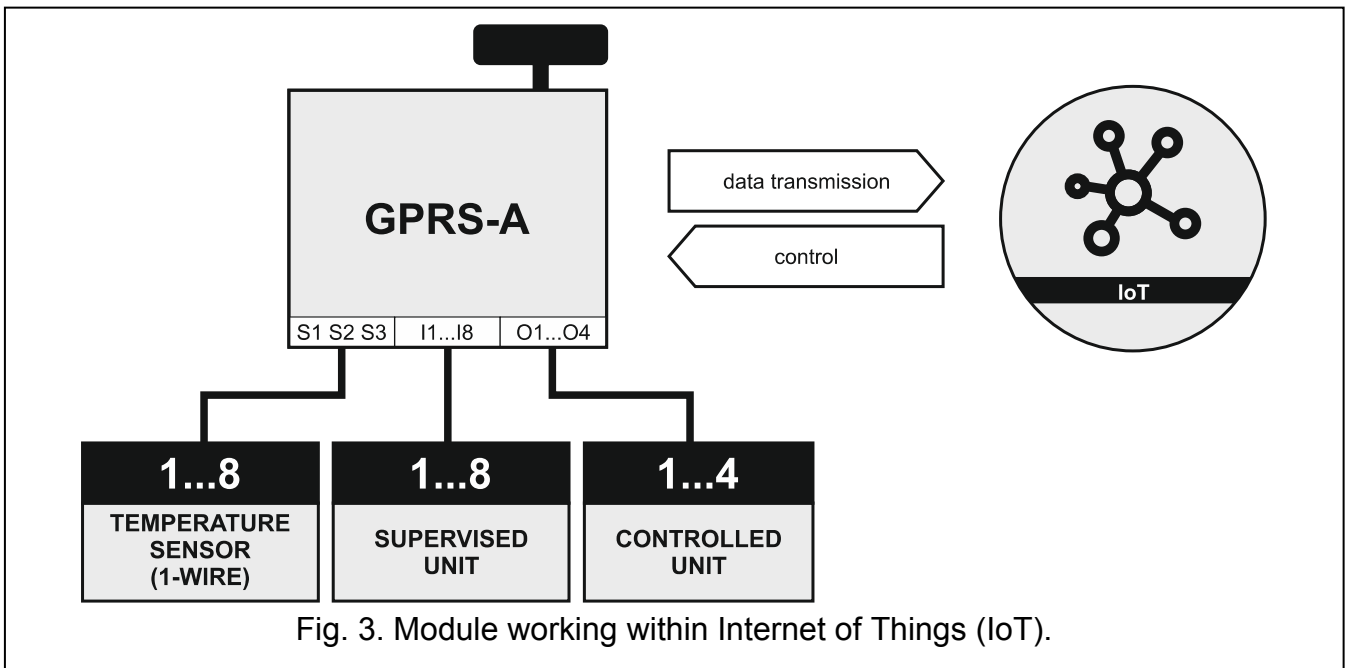 GPRS-A
data transmission
control
IoT
S1 S2 S3 I1...I8 O1...O4
1...8
TEMPERATURE
SENSOR
(1-WIRE)
1...8
SUPERVISED
UNIT
1...4
CONTROLLED
UNIT
Fig. 3. Module working within Internet of Things (IoT).